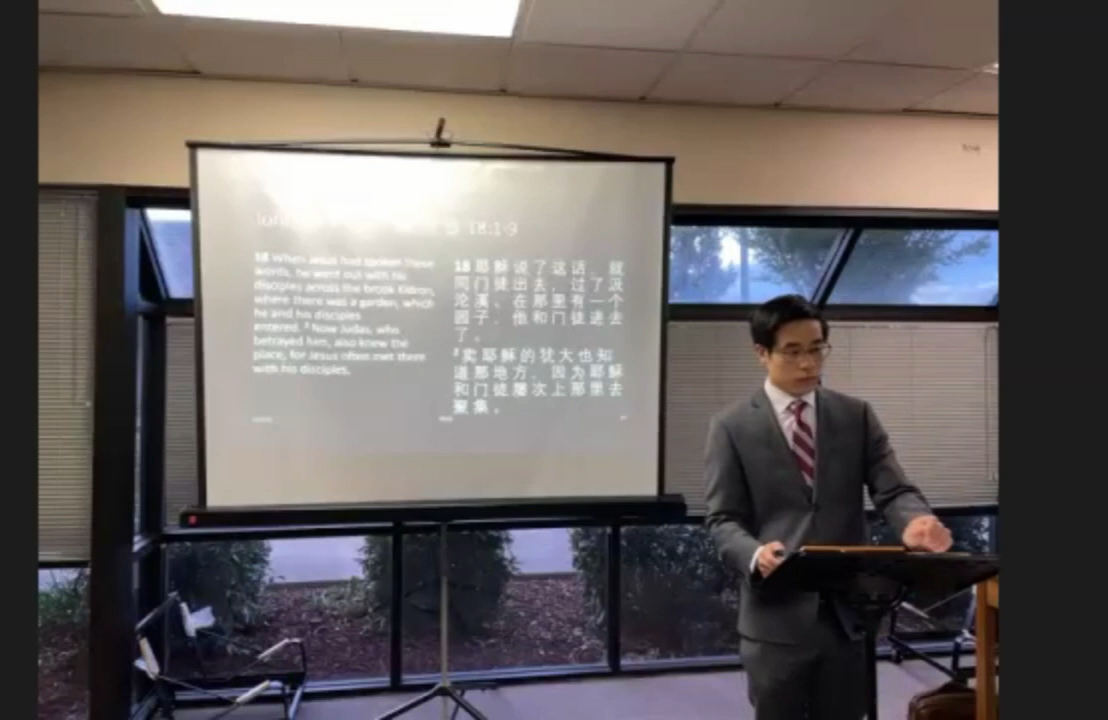 18:1-9
18 When Jesus had spoken these
words, he went out with his
disciples across the brook Kidron,
where there was a garden, which
he and his disciples
entered. 2 Now Judas, who
betrayed him, also knew the
place, for Jesus often met there
with his disciples.
18 耶稣说了这话，就
同门徒出去，过了汲
沦溪。在那里有一个
园子，他和门徒进去
了。
2 卖耶稣的犹大也知
道那地方，因为耶稣
和门徒屡次上那里去
聚集。